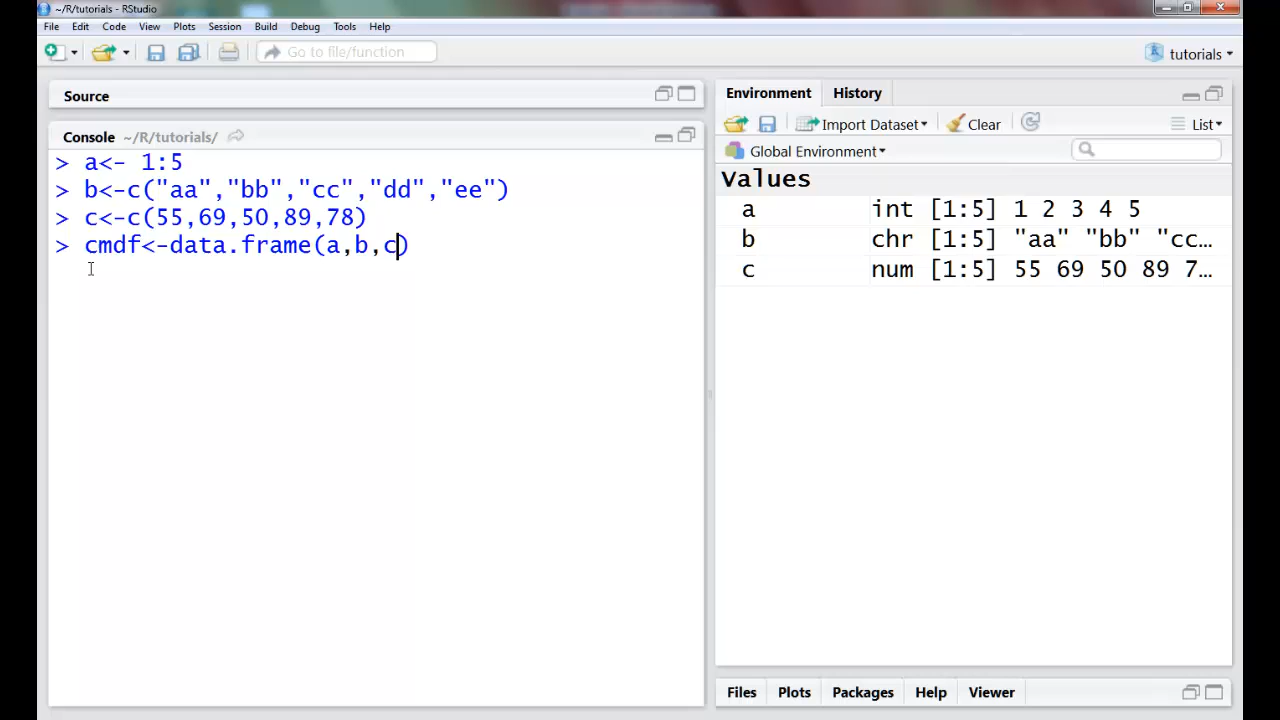 ~/R/tutorials - RStudio
File Edit Code View Plots Session Build Debug Tools Help
Go to file/function
tutorials
Source
Console ~/R/tutorials/
> a<- 1:5
> b<-c("aa","bb","cc","dd","ee")
> c<-c(55,69,50,89,78)
> cmdf<-data.frame(a,b,c)
Environment History
Import Dataset Clear List
Global Environment
Values
a int [1:5] 1 2 3 4 5
b chr [1:5] "aa" "bb" "cc…
c num [1:5] 55 69 50 89 7…
Files Plots Packages Help Viewer